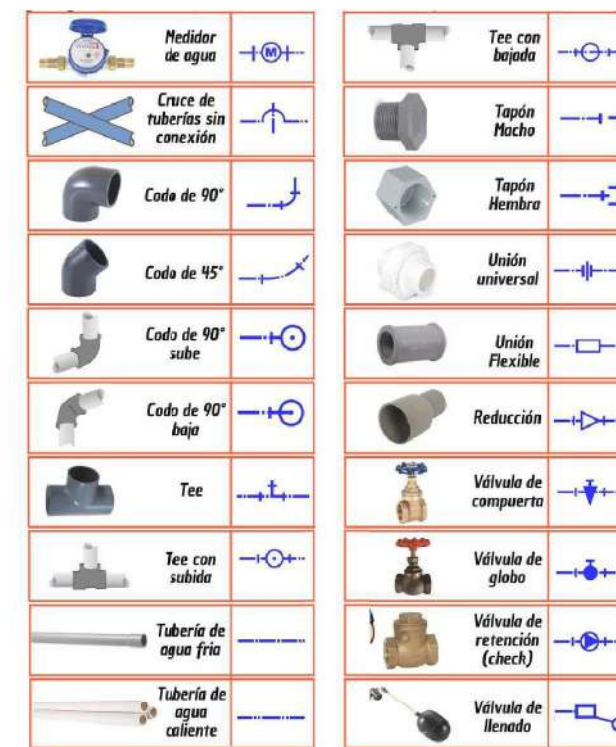 Medidor
de agua
M
Cruce de
tuberías sin
conexión
Codo de 90°
Codo de 45°
Codo de 90°
sube
Codo de 90°
baja
Tee
Tee con
subida
Tubería de
agua fria
Tubería de
agua
caliente
Tee con
bajada
Tapón
Macho
Tapón
Hembra
Unión
universal
Unión
Flexible
Reducción
Válvula de
compuerta
Válvula de
globo
Válvula de
retención
(check)
Válvula de
llenado